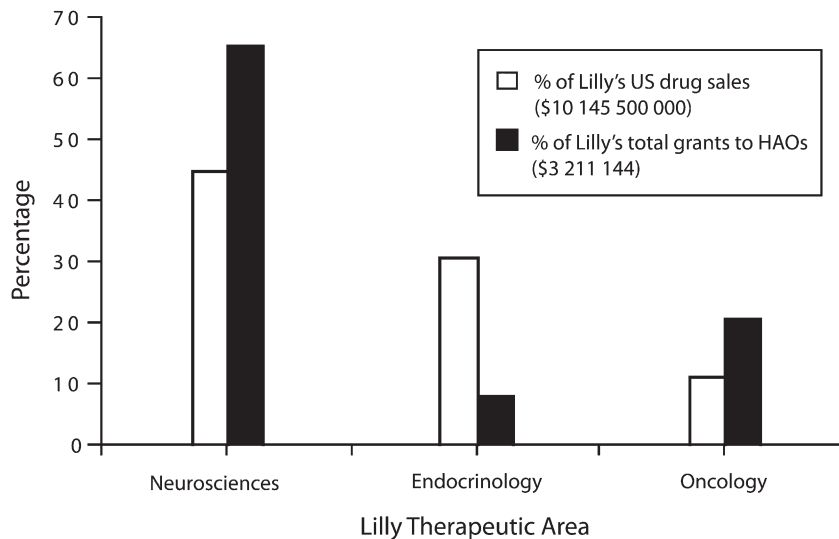 70
60
50
40
30
20
10
0
Percentage
% of Lilly's US drug sales
($10 145 500 000)
% of Lilly's total grants to HAOs
($3 211 144)
Neurosciences
Endocrinology
Oncology
Lilly Therapeutic Area